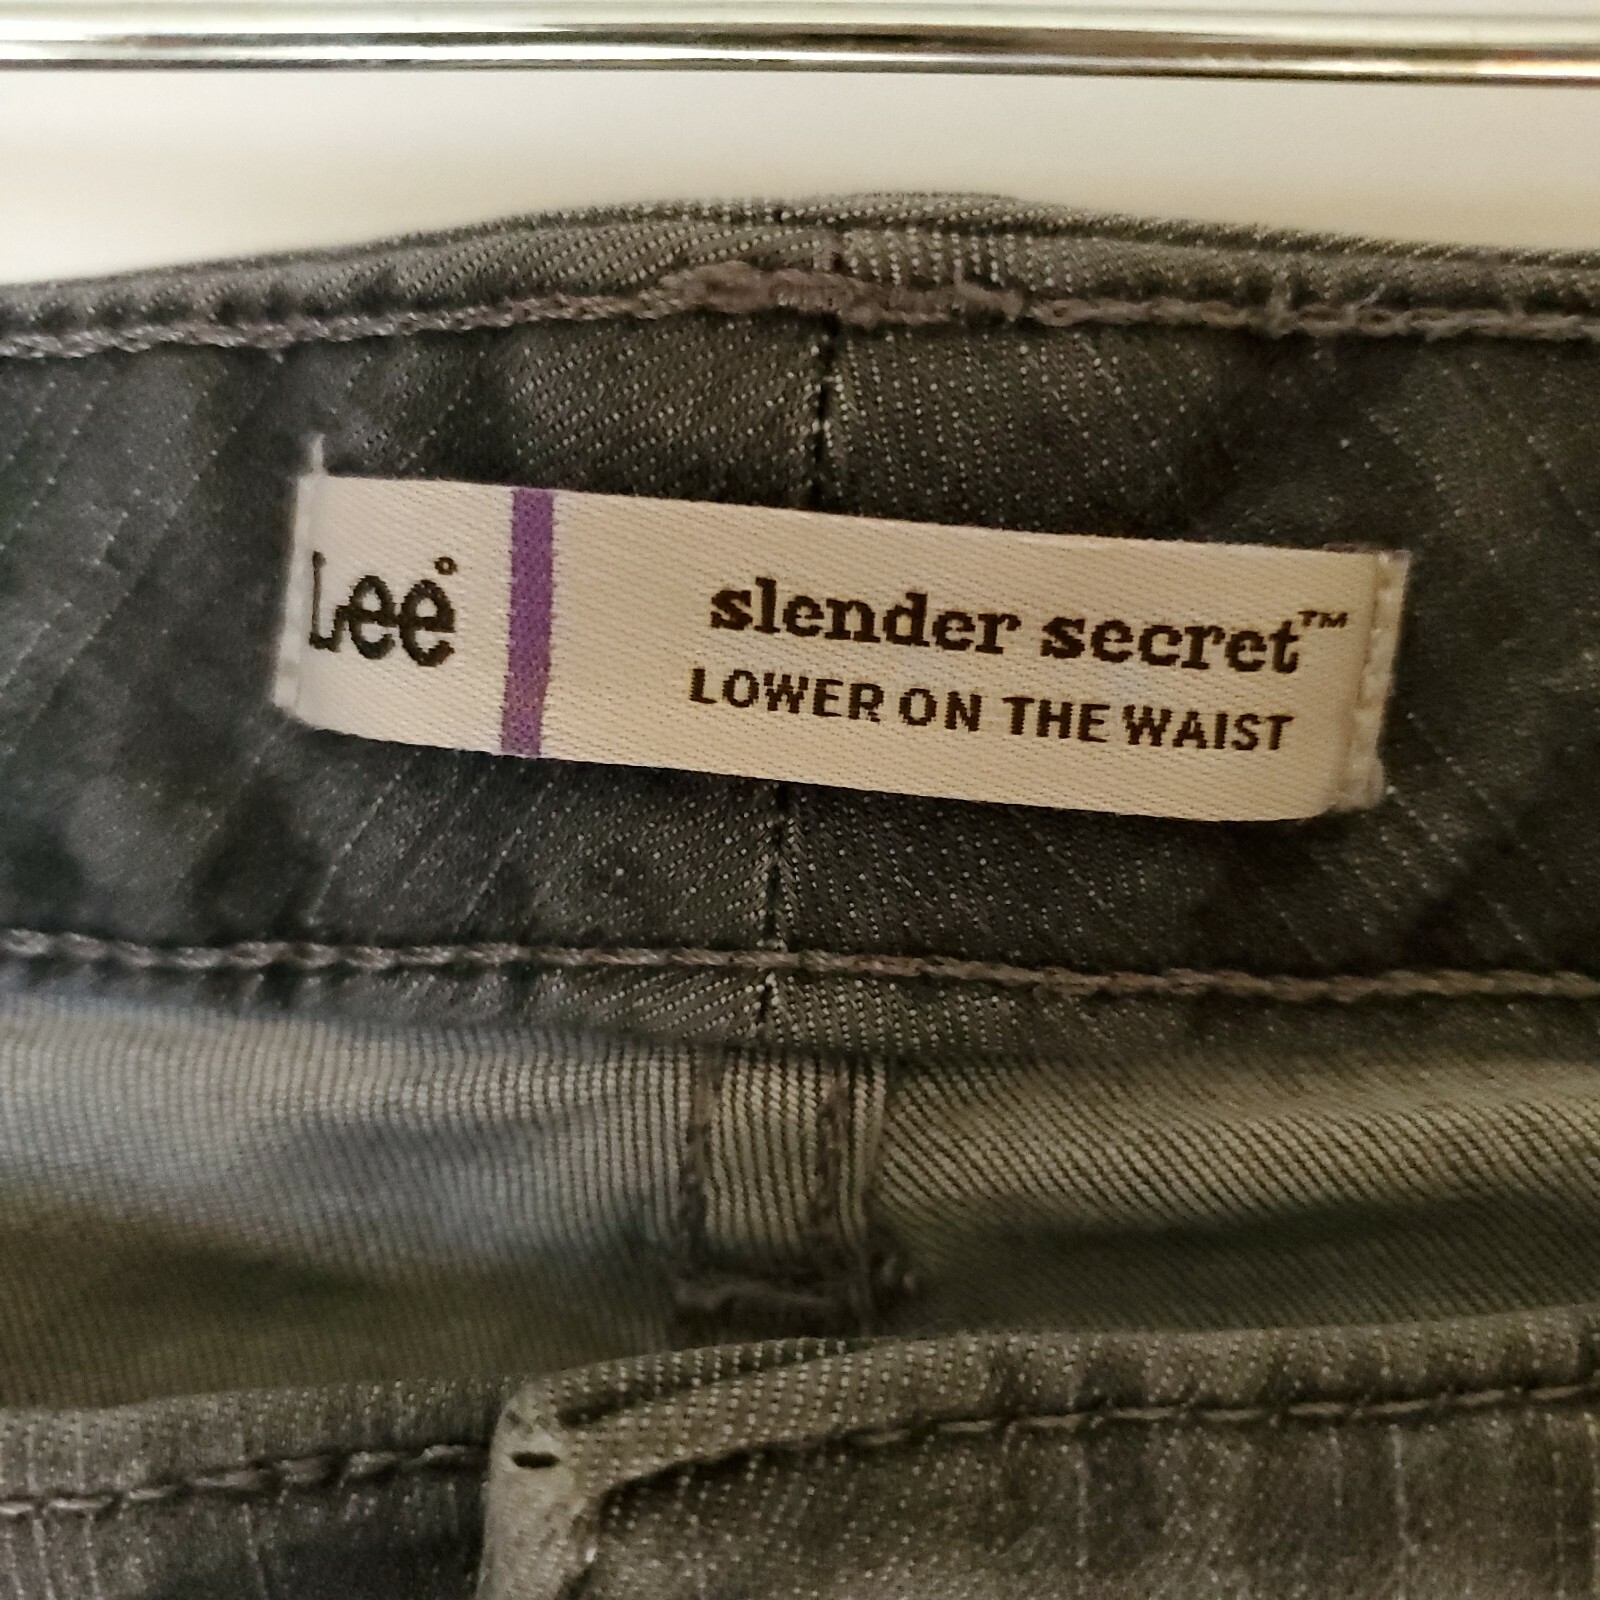 Lee®
slender secret™
LOWER ON THE WAIST